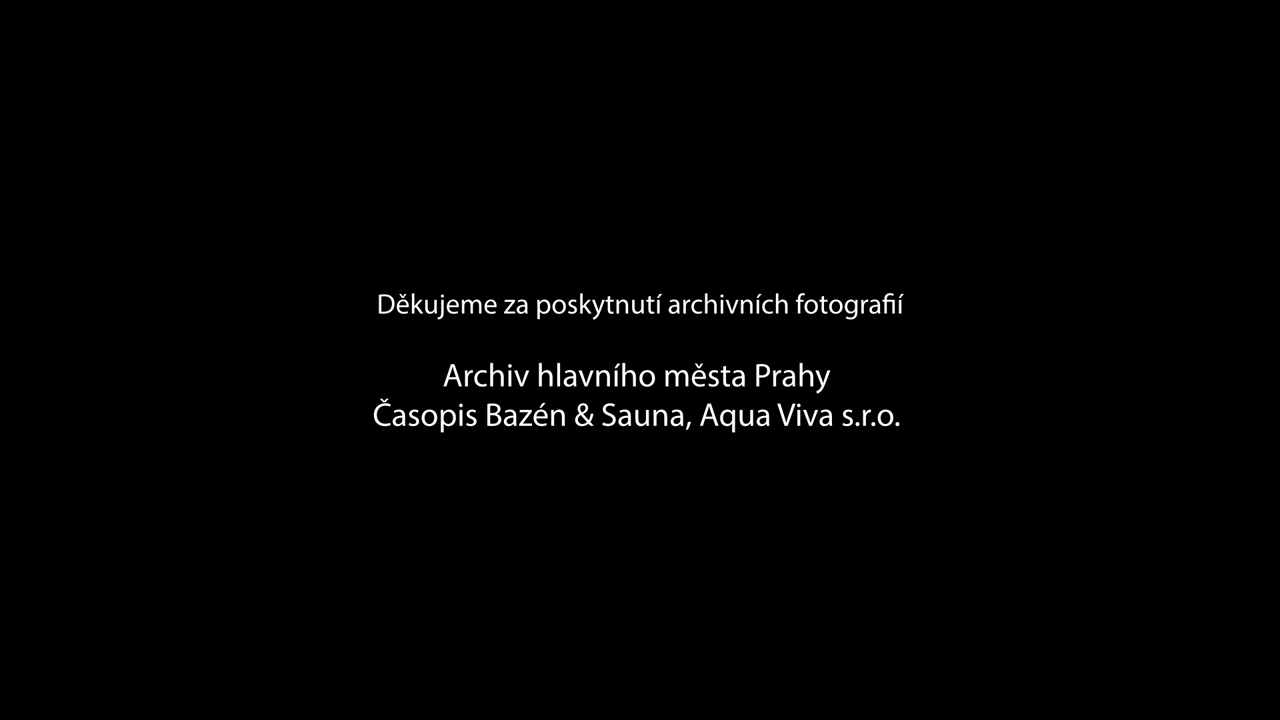 Děkujeme za poskytnutí archivních fotografií
Archiv hlavního města Prahy
Časopis Bazén & Sauna, Aqua Viva s.r.o.